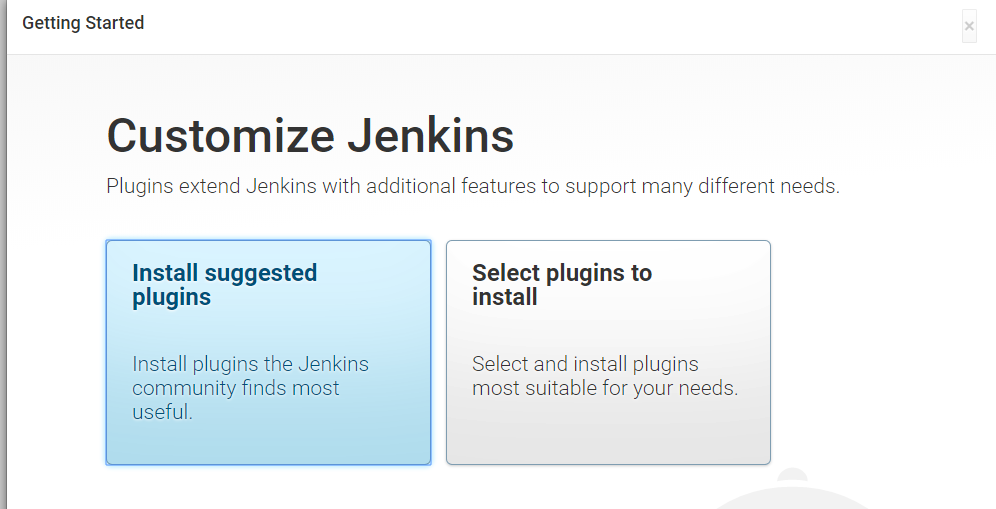 Getting Started
×
Customize Jenkins
Plugins extend Jenkins with additional features to support many different needs.
Install suggested
plugins
Install plugins the Jenkins
community finds most
useful.
Select plugins to
install
Select and install plugins
most suitable for your needs.